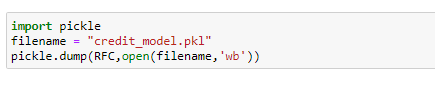 import pickle
filename = "credit_model.pkl"
pickle.dump(RFC,open(filename,'wb'))